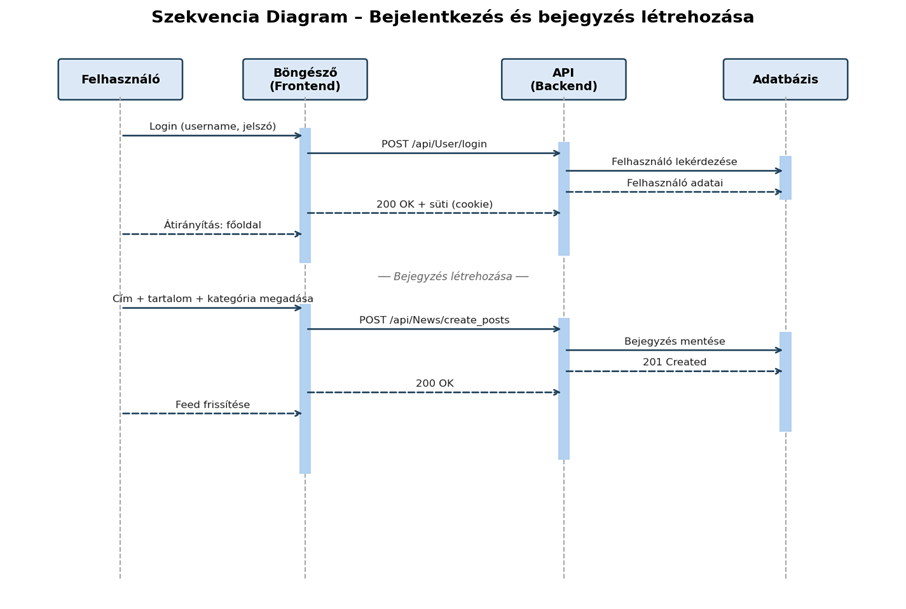 Szekvencia Diagram – Bejelentkezés és bejegyzés létrehozása
Felhasználó
Böngésző
(Frontend)
API
(Backend)
Adatbázis
Login (username, jelszó)
POST /api/User/login
Felhasználó lekérdezése
Felhasználó adatai
200 OK + süti (cookie)
Átirányítás: főoldal
── Bejegyzés létrehozása ──
Cím + tartalom + kategória megadása
POST /api/News/create_posts
Bejegyzés mentése
201 Created
200 OK
Feed frissítése